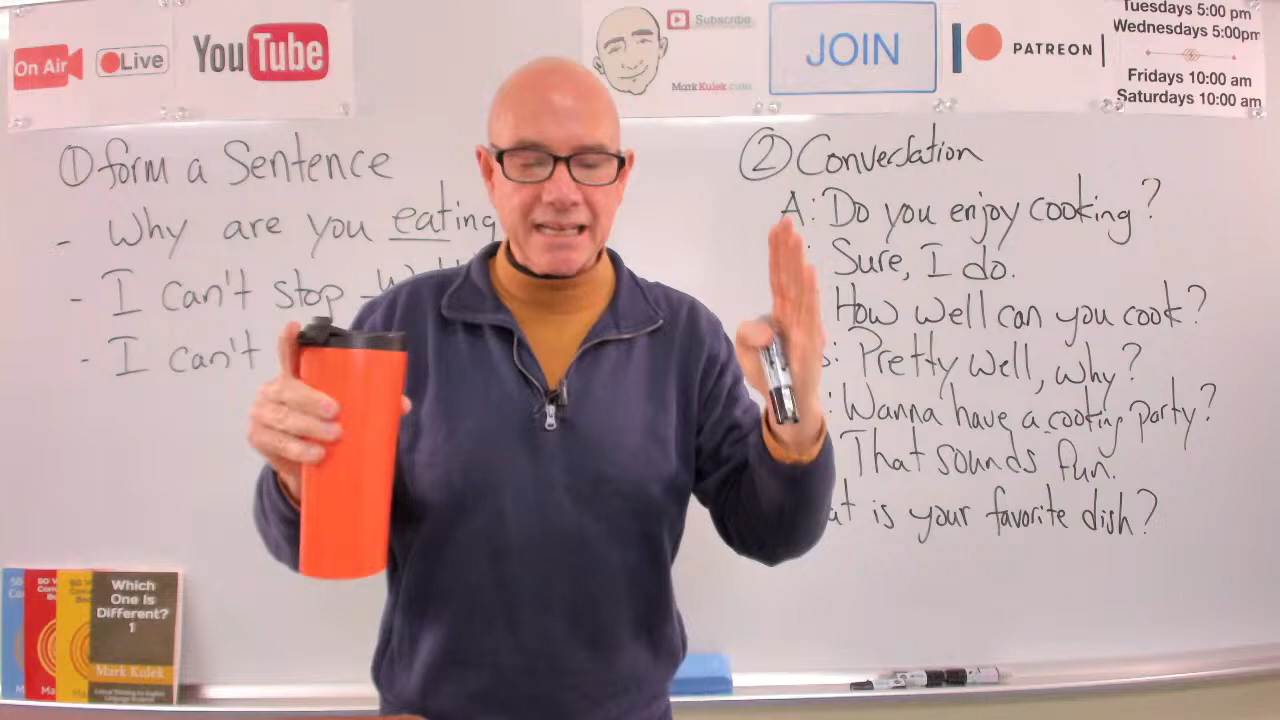 On Air
Live
YouTube
Subscribe
MarkKulek.com
JOIN
PATREON
Tuesdays 5:00 pm
Wednesdays 5:00pm
Fridays 10:00 am
Saturdays 10:00 am
① form a Sentence
- Why are you eating
- I can't stop
- I can't
② Conversation
A: Do you enjoy cooking?
Sure, I do.
How well can you cook?
: Pretty well, why?
: Wanna have a cooking party?
That sounds fun.
at is your favorite dish?
Which
One Is
Different?
1
Mark Kulek